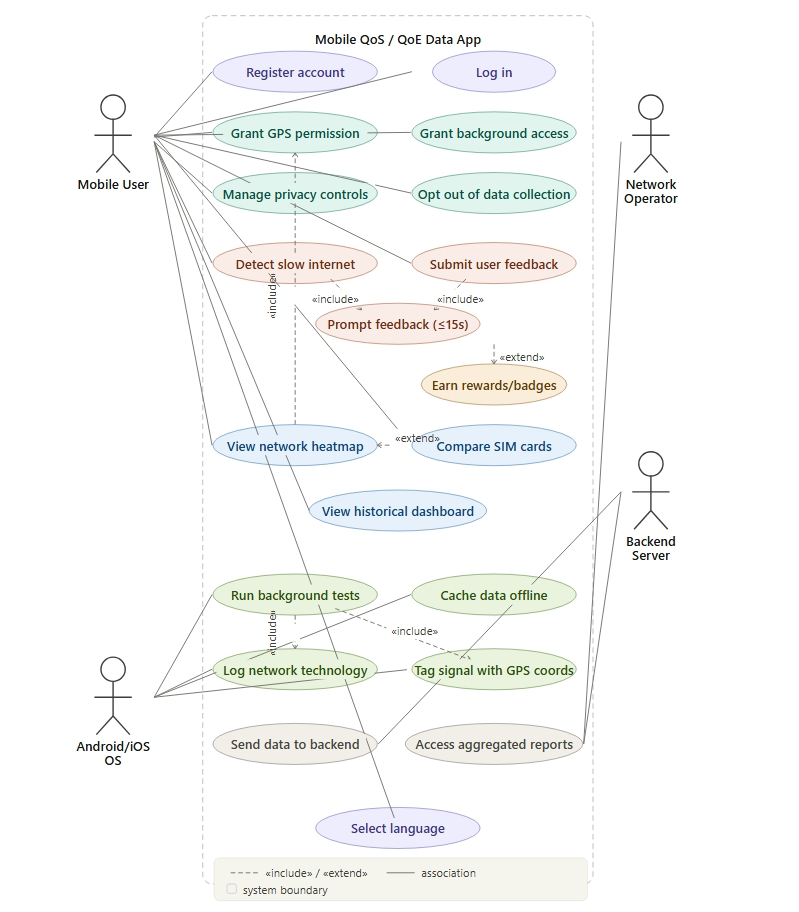 Mobile QoS / QoE Data App
Register account
Log in
Mobile User
Grant GPS permission
Grant background access
Network
Operator
Manage privacy controls
Opt out of data collection
Detect slow internet
Submit user feedback
«include»
«include»
«include»
Prompt feedback (≤15s)
«extend»
Earn rewards/badges
View network heatmap
«extend»
Compare SIM cards
View historical dashboard
Backend
Server
Run background tests
Cache data offline
«include»
«include»
Log network technology
Tag signal with GPS coords
Android/iOS
OS
Send data to backend
Access aggregated reports
Select language
«include» / «extend»
association
system boundary